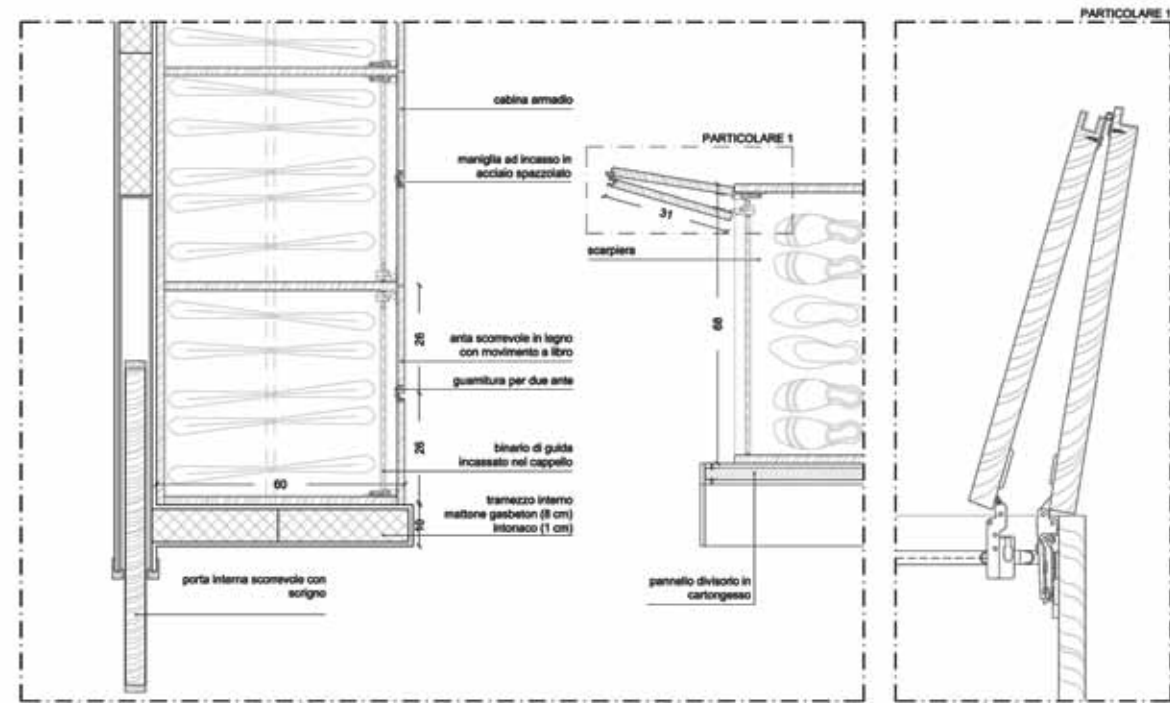 PARTICOLARE 1
cabina armadio
maniglia ad incasso in
acciaio spazzolato
PARTICOLARE 1
31
scarpiera
68
26
anta scorrevole in legno
con movimento a libro
guarnitura per due ante
26
binario di guida
incassato nel cappello
60
tramezzo interno
mattone gasbeton (8 cm)
intonaco (1 cm)
10
porta interna scorrevole con
scrigno
pannello divisorio in
cartongesso